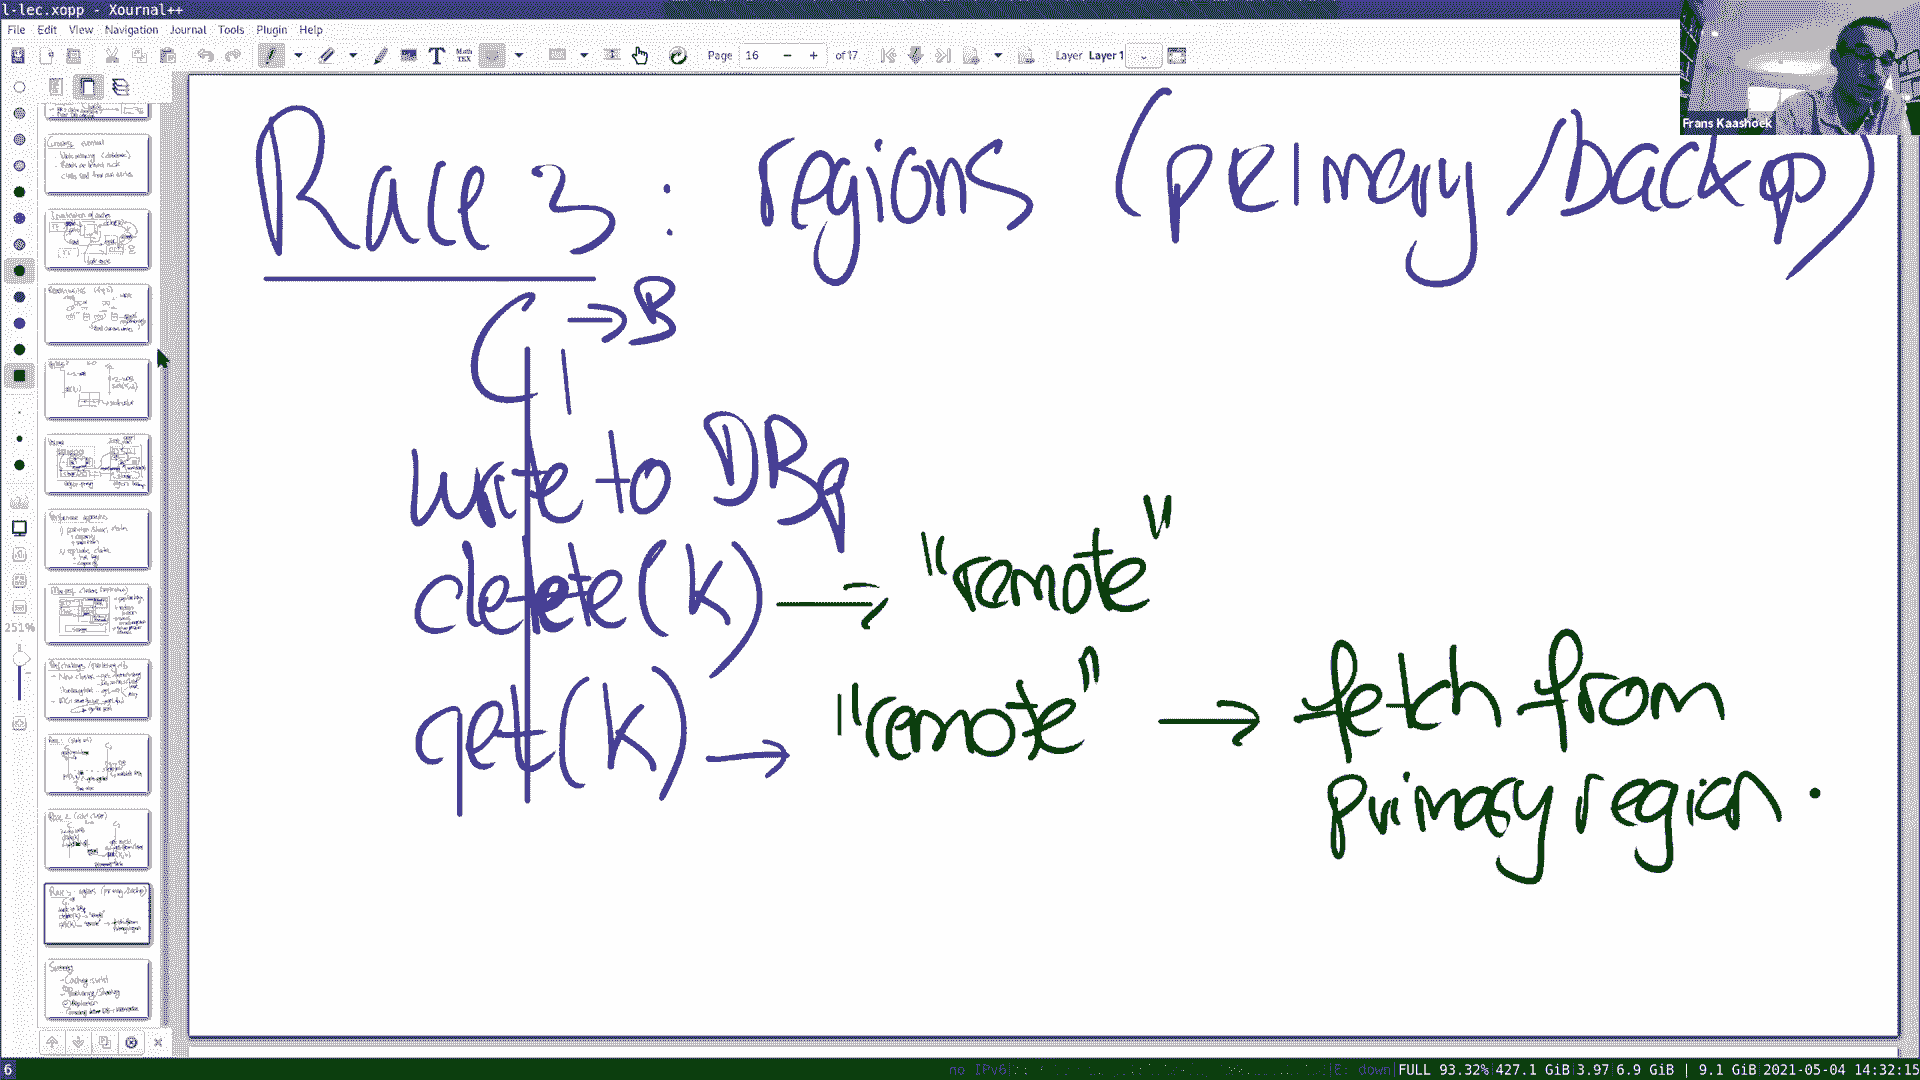 l-lec.xopp - Xournal++
File Edit View Navigation Journal Tools Plugin Help
Page 16 of 17 Layer Layer 1
Frans Kaashoek
Race 3: regions (primary/backup)
C1 → B
write to DBp
delete(k) → "remote"
get(k) → "remote" → fetch from
primary region.
251%
6
no IPv6 E: down FULL 93.32% 427.1 GiB 3.97 6.9 GiB | 9.1 GiB 2021-05-04 14:32:15